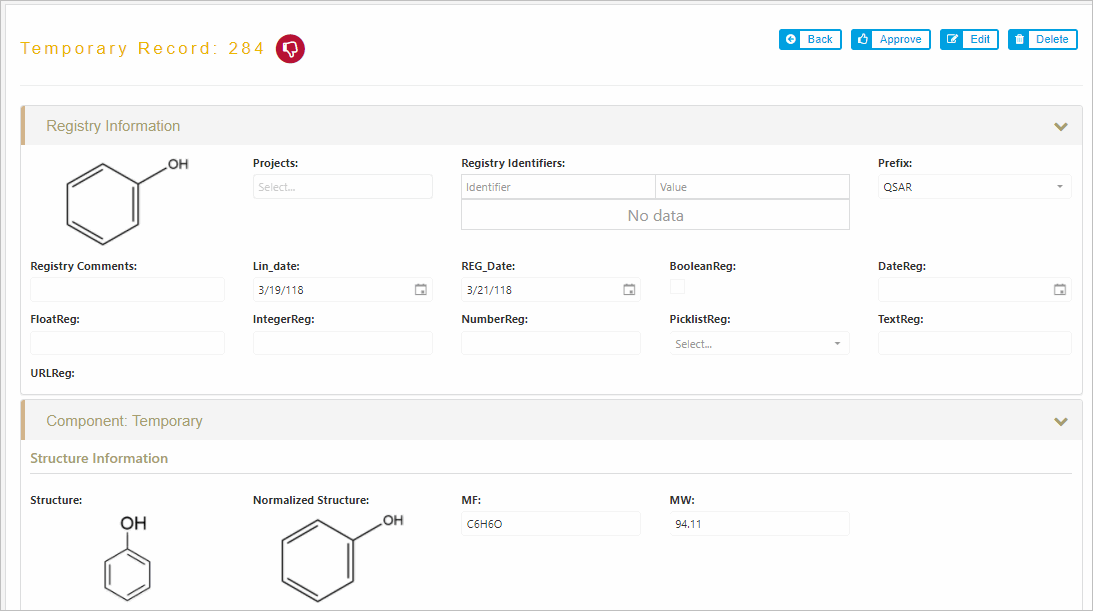 Temporary Record: 284
Back Approve Edit Delete
Registry Information
OH
Projects: Registry Identifiers: Prefix:
Select... Identifier Value QSAR
No data
Registry Comments: Lin_date: REG_Date: BooleanReg: DateReg:
3/19/118 3/21/118
FloatReg: IntegerReg: NumberReg: PicklistReg: TextReg:
Select...
URLReg:
Component: Temporary
Structure Information
Structure: Normalized Structure: MF: MW:
OH OH C6H6O 94.11